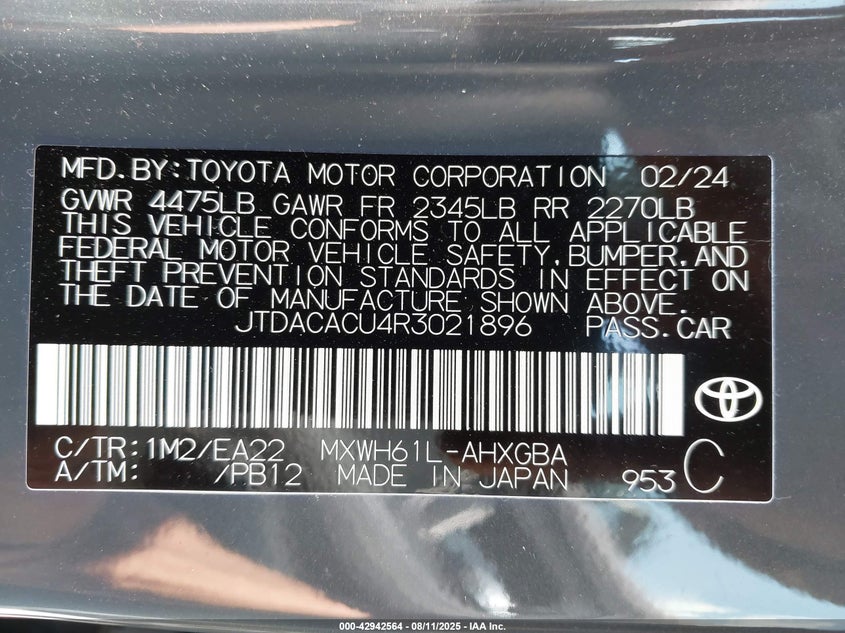 MFD.BY:TOYOTA MOTOR CORPORATION 02/24
GVWR 4475LB GAWR FR 2345LB RR 2270LB
THIS VEHICLE CONFORMS TO ALL APPLICABLE
FEDERAL MOTOR VEHICLE SAFETY,BUMPER,AND
THEFT PREVENTION STANDARDS IN EFFECT ON
THE DATE OF MANUFACTURE SHOWN ABOVE.
JTDACACU4R3021896 PASS.CAR
C/TR:1M2/EA22 MXWH61L-AHXGBA
A/TM: /PB12 MADE IN JAPAN 953 C
000-42942564 - 08/11/2025 - IAA Inc.